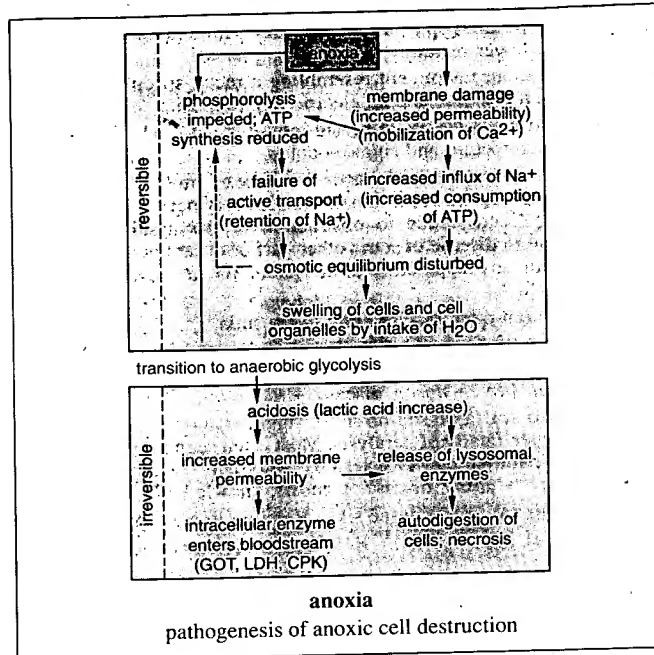 anoxia
reversible
phosphorolysis
impeded; ATP
synthesis reduced
membrane damage
(increased permeability)
(mobilization of Ca2+)
failure of
active transport
(retention of Na+)
increased influx of Na+
(increased consumption
of ATP)
osmotic equilibrium disturbed
swelling of cells and cell
organelles by intake of H2O
transition to anaerobic glycolysis
irreversible
acidosis (lactic acid increase)
increased membrane
permeability
release of lysosomal
enzymes
intracellular enzyme
enters bloodstream
(GOT, LDH, CPK)
autodigestion of
cells, necrosis
anoxia
pathogenesis of anoxic cell destruction